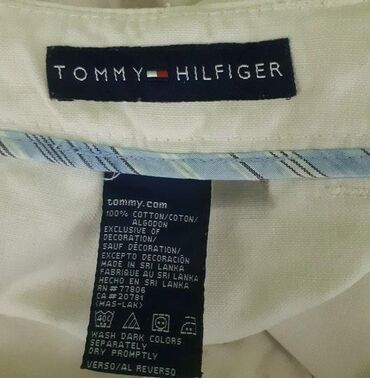 TOMMY HILFIGER
tommy.com
100% COTTON/COTON/
ALGODON
EXCLUSIVE OF
DECORATION/
SAUF DECORATION/
EXCEPTO DECORACIÓN
MADE IN SRI LANKA
FABRIQUE AU SRI LANKA
HECHO EN SRI LANKA
RN#77806
CA#20781
(MAS-LAK)
WASH DARK COLORS
SEPARATELY
DRY PROMPTLY
VERSO/AL REVERSO